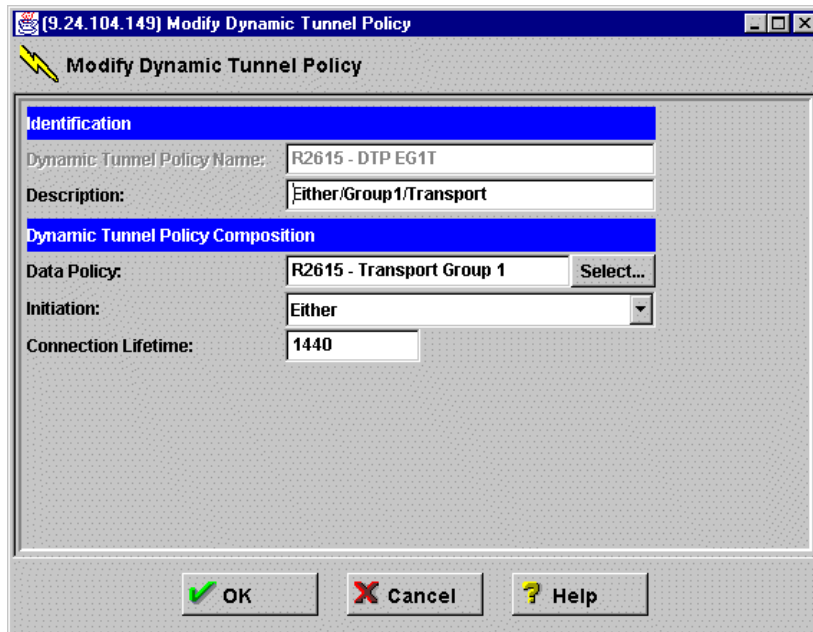 (9.24.104.149) Modify Dynamic Tunnel Policy
Modify Dynamic Tunnel Policy
Identification
Dynamic Tunnel Policy Name: R2615 - DTP EG1T
Description: Either/Group1/Transport
Dynamic Tunnel Policy Composition
Data Policy: R2615 - Transport Group 1 Select...
Initiation: Either
Connection Lifetime: 1440
OK Cancel Help